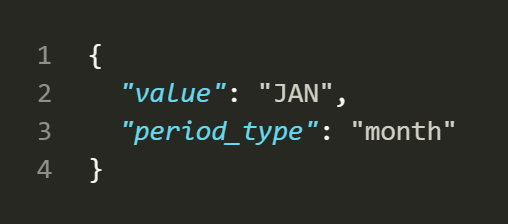 1 {
2   "value": "JAN",
3   "period_type": "month"
4 }